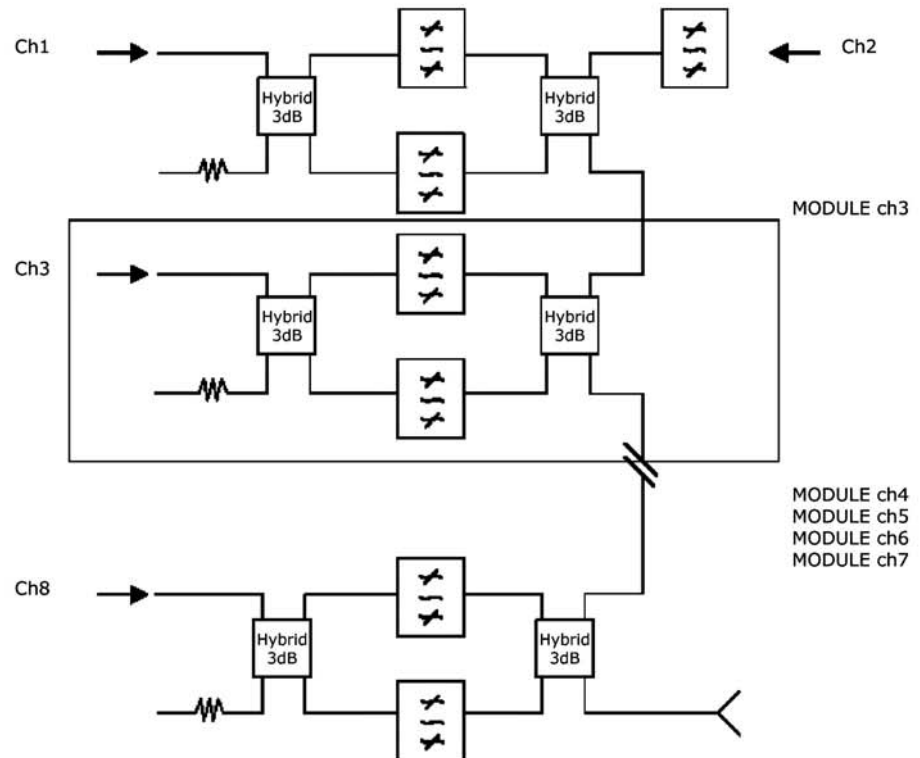 Ch1
Ch2
Hybrid
3dB
Hybrid
3dB
MODULE ch3
Ch3
Hybrid
3dB
Hybrid
3dB
MODULE ch4
MODULE ch5
MODULE ch6
MODULE ch7
Ch8
Hybrid
3dB
Hybrid
3dB